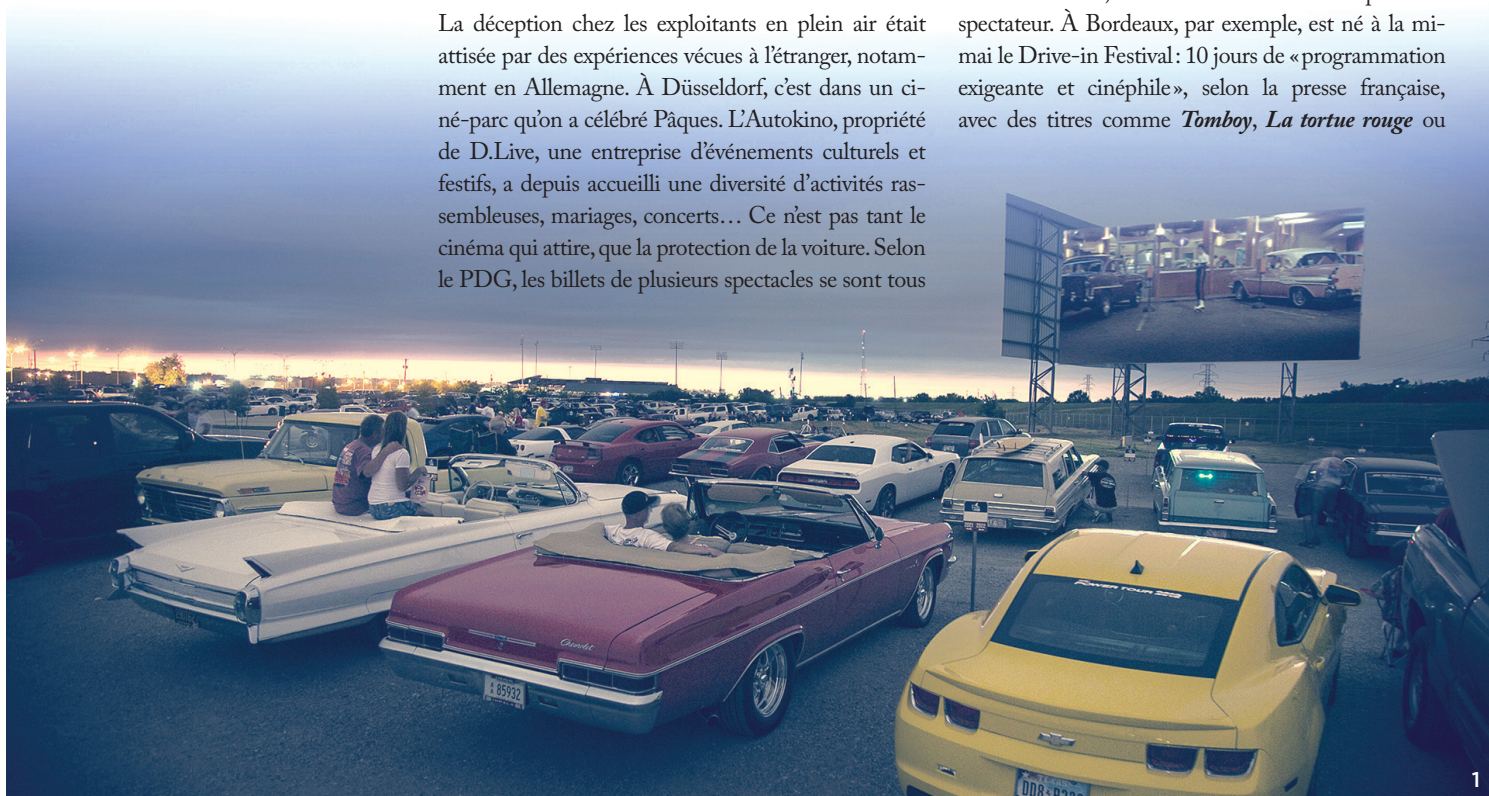 La déception chez les exploitants en plein air était
attisée par des expériences vécues à l'étranger, notam-
ment en Allemagne. À Düsseldorf, c'est dans un ci-
né-parc qu'on a célébré Pâques. L'Autokino, propriété
de D.Live, une entreprise d'événements culturels et
festifs, a depuis accueilli une diversité d'activités ras-
sembleuses, mariages, concerts… Ce n'est pas tant le
cinéma qui attire, que la protection de la voiture. Selon
le PDG, les billets de plusieurs spectacles se sont tous
spectateur. À Bordeaux, par exemple, est né à la mi-
mai le Drive-in Festival : 10 jours de «programmation
exigeante et cinéphile», selon la presse française,
avec des titres comme Tomboy, La tortue rouge ou
POWER TOUR
Chevrolet
85932
1